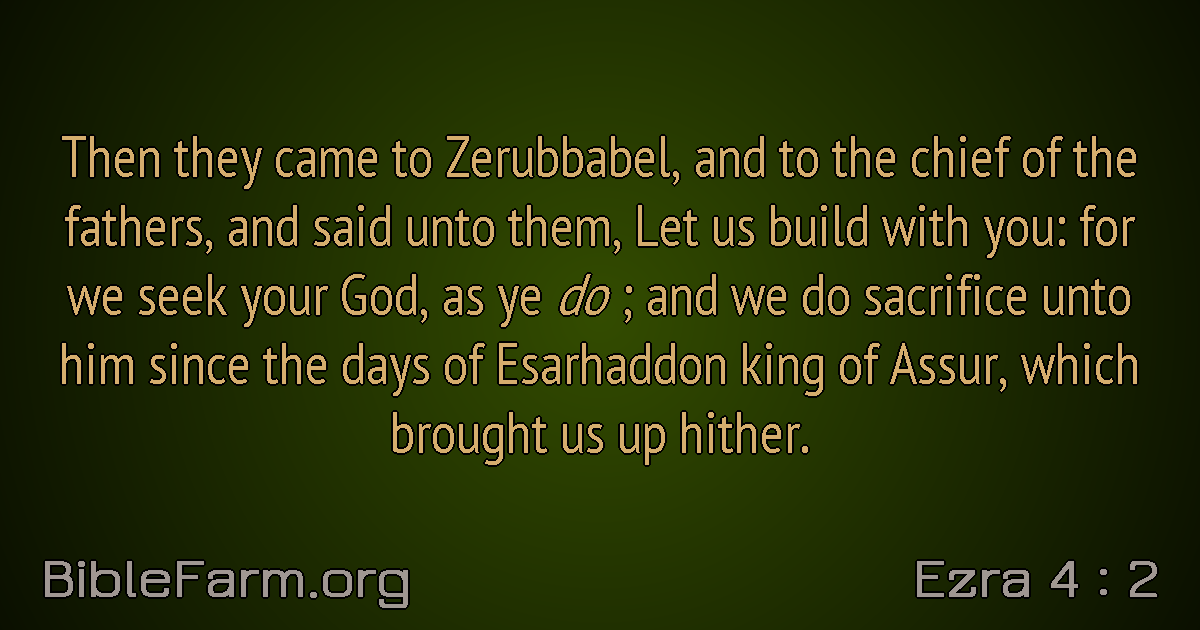 Then they came to Zerubbabel, and to the chief of the
fathers, and said unto them, Let us build with you: for
we seek your God, as ye do ; and we do sacrifice unto
him since the days of Esarhaddon king of Assur, which
brought us up hither.
BibleFarm.org
Ezra 4 : 2